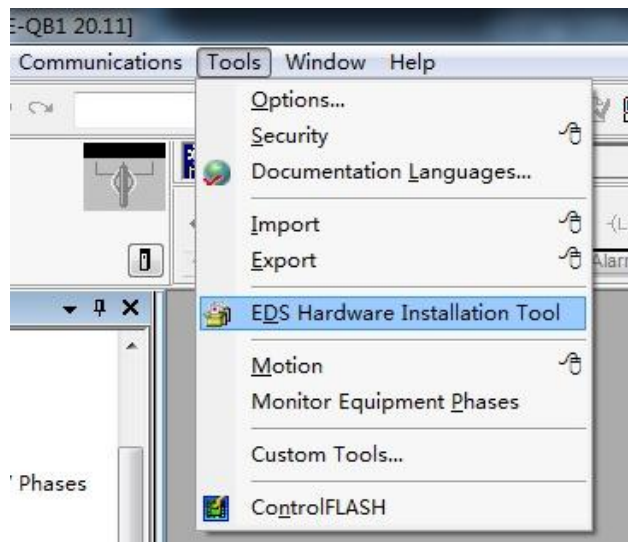 E-QB1 20.11]
Communications Tools Window Help
Options...
Security
Documentation Languages...
Import
Export
Alarr
EDS Hardware Installation Tool
Motion
Monitor Equipment Phases
Custom Tools...
Phases
ControlFLASH